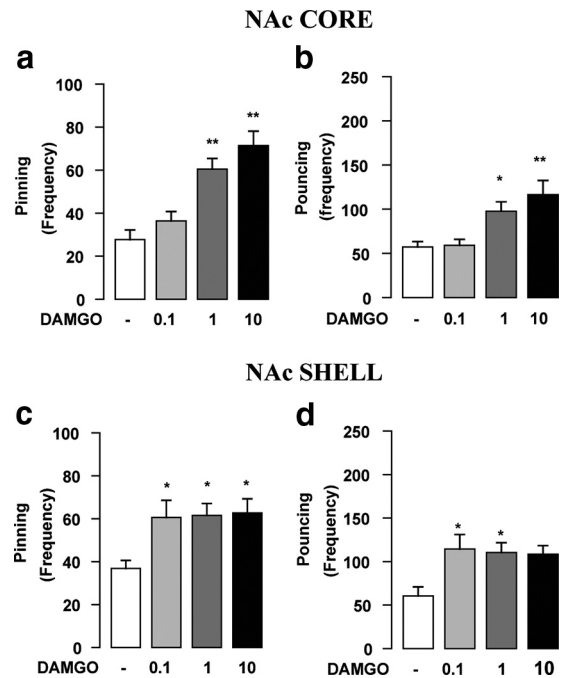 NAc CORE
a
b
Pinning
(Frequency)
100
80
60
40
20
0
** **
DAMGO - 0.1 1 10
Pouncing
(frequency)
250
200
150
100
50
0
* **
DAMGO - 0.1 1 10
NAc SHELL
c
d
Pinning
(Frequency)
100
80
60
40
20
0
* * *
DAMGO - 0.1 1 10
Pouncing
(Frequency)
250
200
150
100
50
0
* *
DAMGO - 0.1 1 10